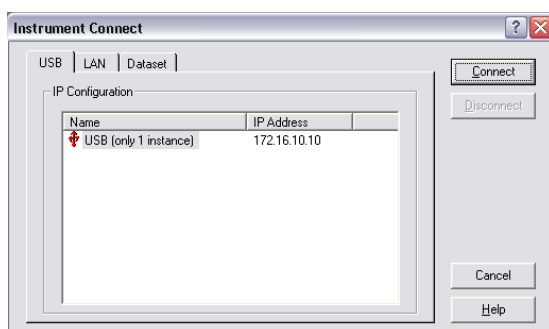 Instrument Connect
USB LAN Dataset
Connect
IP Configuration
Disconnect
Name IP Address
USB (only 1 instance) 172.16.10.10
Cancel
Help